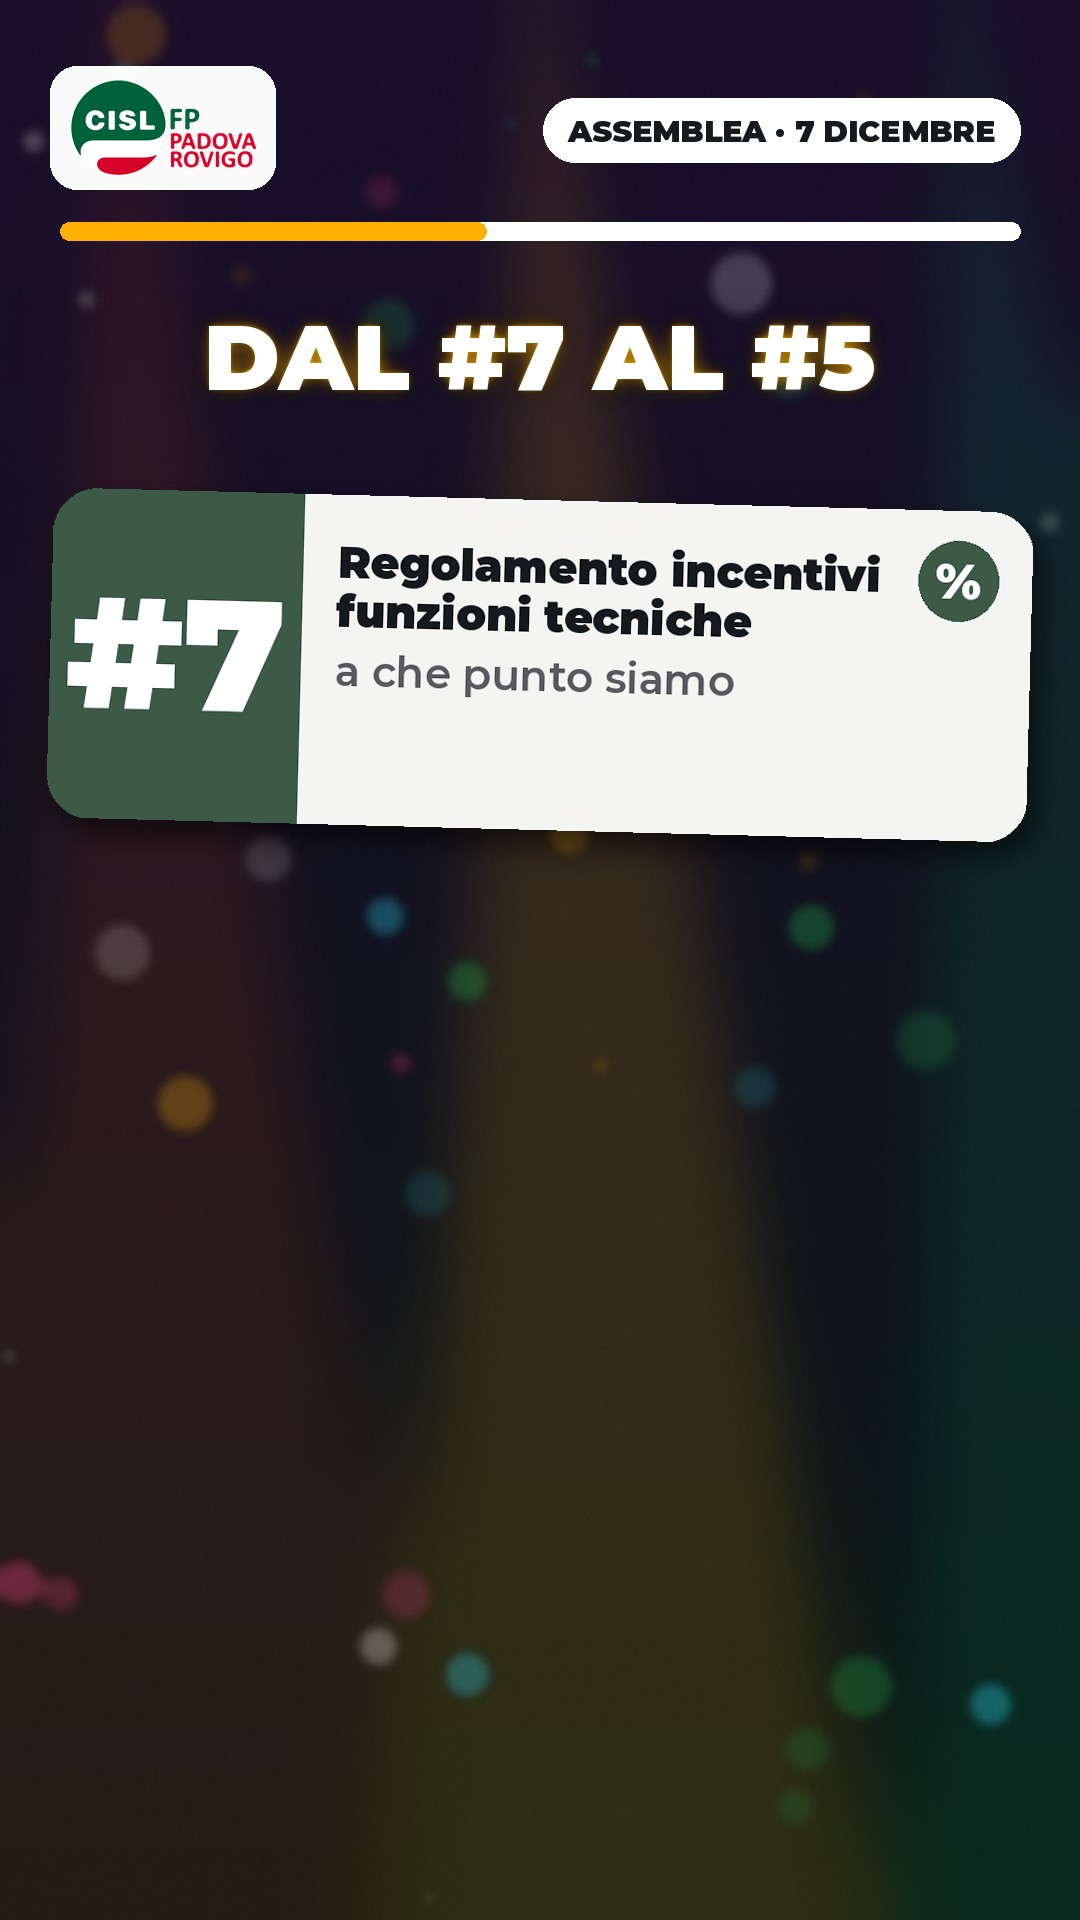 CISL FP
PADOVA
ROVIGO
ASSEMBLEA • 7 DICEMBRE
DAL #7 AL #5
#7
Regolamento incentivi
funzioni tecniche
a che punto siamo
%